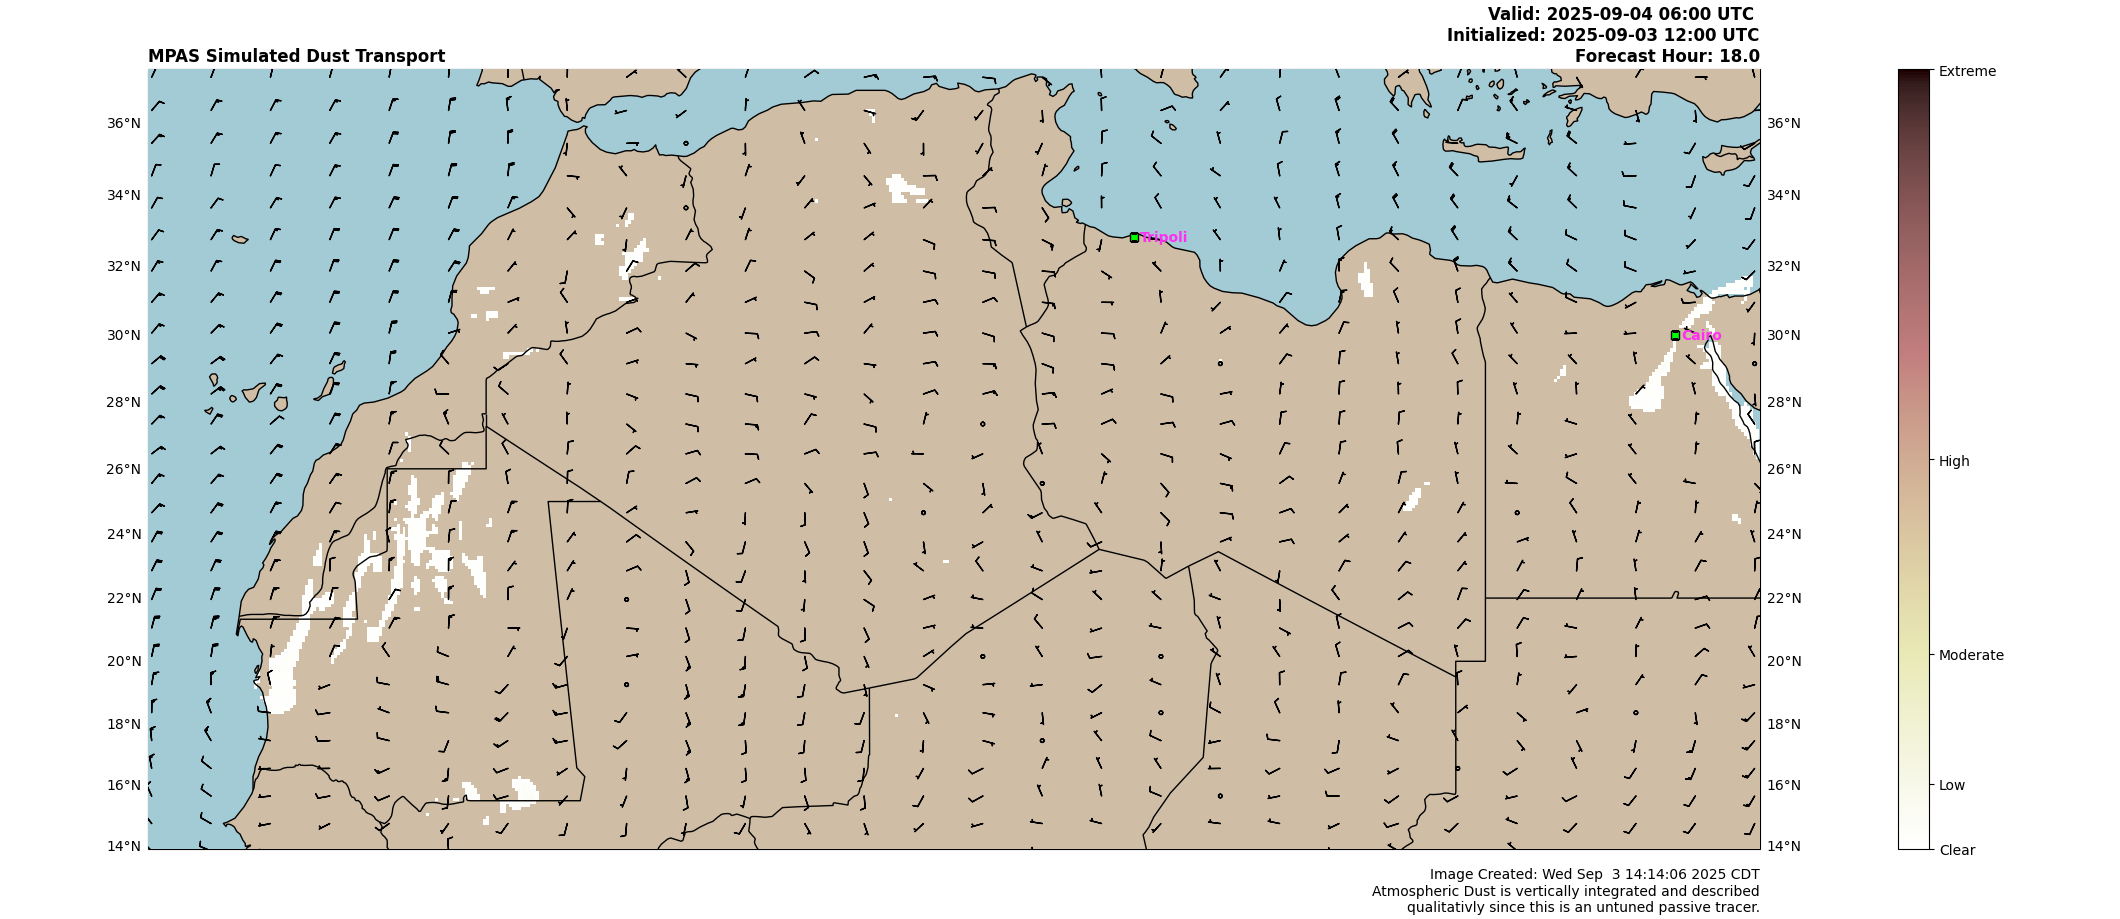 Valid: 2025-09-04 06:00 UTC
Initialized: 2025-09-03 12:00 UTC
MPAS Simulated Dust Transport
Forecast Hour: 18.0
Extreme
36°N
36°N
34°N
34°N
Tripoli
32°N
32°N
30°N
Cairo
30°N
28°N
28°N
26°N
26°N
High
24°N
24°N
22°N
22°N
20°N
20°N
Moderate
18°N
18°N
16°N
16°N
Low
14°N
14°N
Clear
Image Created: Wed Sep  3 14:14:06 2025 CDT
Atmospheric Dust is vertically integrated and described
qualitativly since this is an untuned passive tracer.